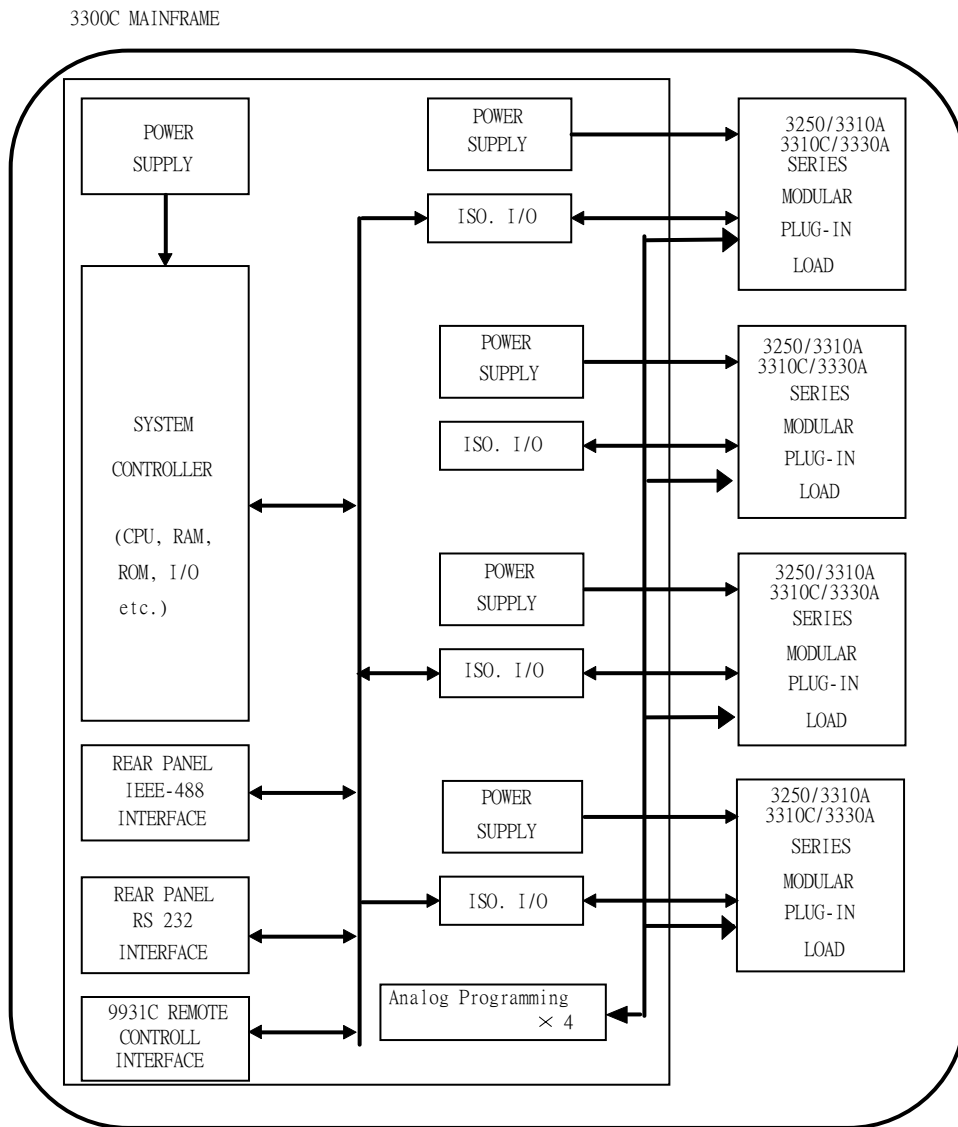 3300C MAINFRAME
POWER
SUPPLY
SYSTEM
CONTROLLER
(CPU, RAM,
ROM, I/O
etc.)
REAR PANEL
IEEE-488
INTERFACE
REAR PANEL
RS 232
INTERFACE
9931C REMOTE
CONTROLL
INTERFACE
POWER
SUPPLY
ISO. I/O
POWER
SUPPLY
ISO. I/O
POWER
SUPPLY
ISO. I/O
POWER
SUPPLY
ISO. I/O
Analog Programming
× 4
3250/3310A
3310C/3330A
SERIES
MODULAR
PLUG-IN
LOAD
3250/3310A
3310C/3330A
SERIES
MODULAR
PLUG-IN
LOAD
3250/3310A
3310C/3330A
SERIES
MODULAR
PLUG-IN
LOAD
3250/3310A
3310C/3330A
SERIES
MODULAR
PLUG-IN
LOAD